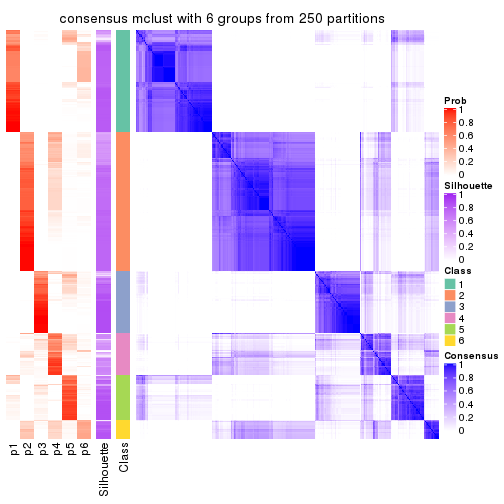 consensus mclust with 6 groups from 250 partitions
Prob
1
0.8
0.6
0.4
0.2
0
Silhouette
1
0.8
0.6
0.4
0.2
0
Class
1
2
3
4
5
6
Consensus
1
0.8
0.6
0.4
0.2
0
p1
p2
p3
p4
p5
p6
Silhouette
Class